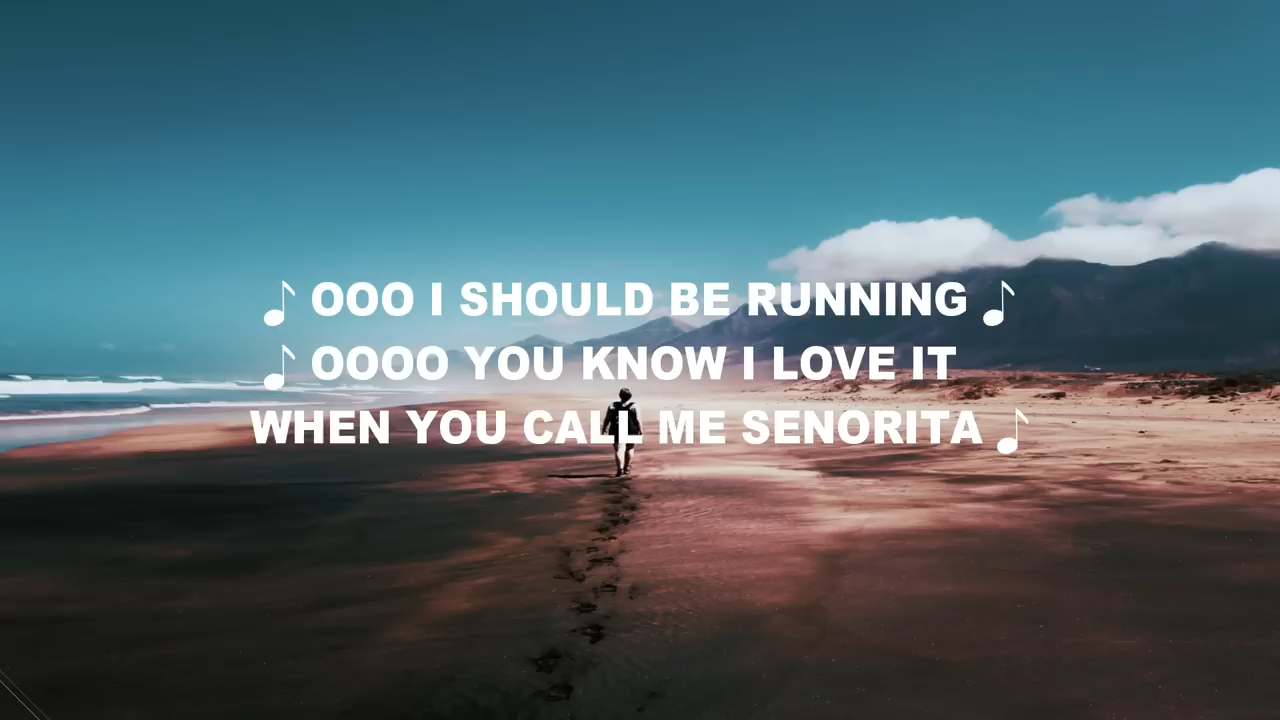 ♪ OOO I SHOULD BE RUNNING ♪
♪ OOOO YOU KNOW I LOVE IT
WHEN YOU CALL ME SENORITA ♪